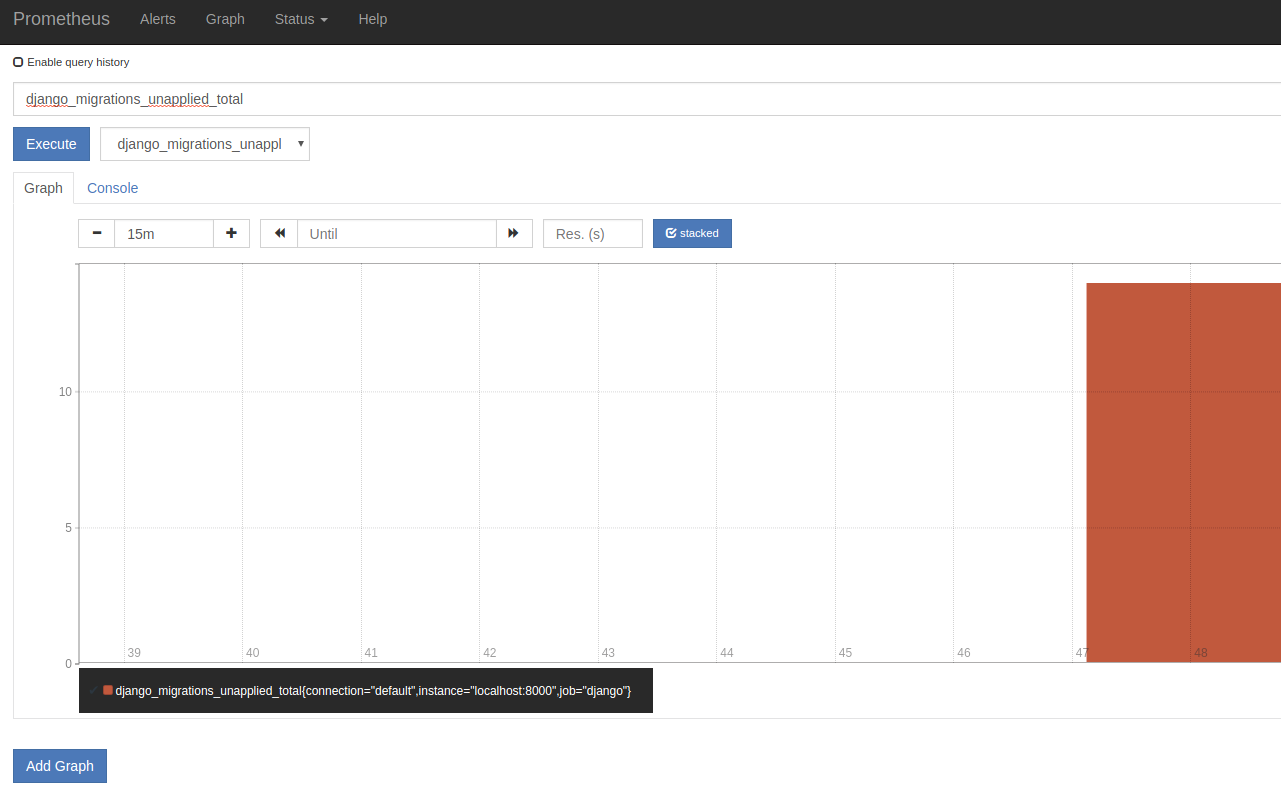 Prometheus Alerts Graph Status Help
Enable query history
django_migrations_unapplied_total
Execute django_migrations_unappl
Graph Console
15m Until Res. (s) stacked
10
5
0
39 40 41 42 43 44 45 46 47 48
django_migrations_unapplied_total{connection="default",instance="localhost:8000",job="django"}
Add Graph